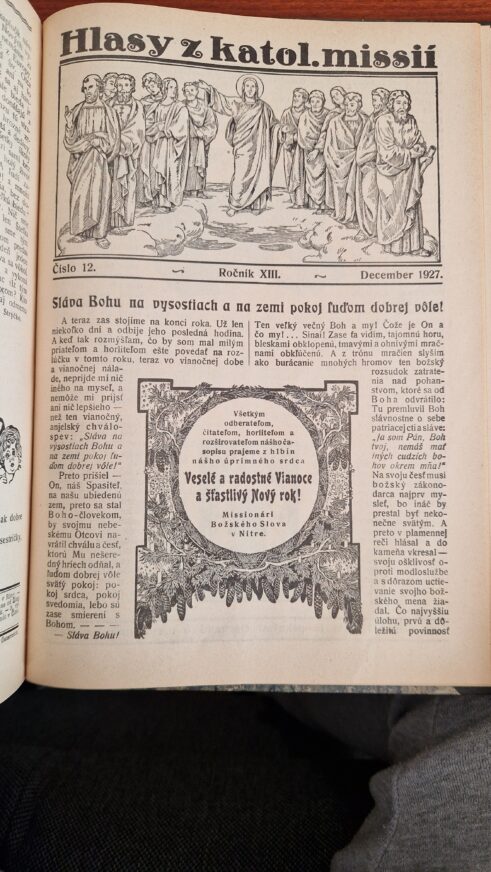 Hlasy z katol. missií
Číslo 12.
Ročník XIII.
December 1927.
Sláva Bohu na vysostiach a na zemi pokoj ľuďom dobrej vôle!
A teraz zas stojíme na konci roka. Už len
niekoľko dní a odbije jeho posledná hodina.
A keď tak rozmýšľam, čo by som mal milým
priateľom a horliteľom ešte povedať na roz-
lúčku v tomto roku, teraz vo vianočnej dobe
a vianočnej nála-
de, neprijde mi nič
iného na myseľ, a
nemôže mi prijsť
ani nič lepšieho —
než ten vianočný,
anjelský chválo-
spev: „Sláva na
výsostiach Bohu a
na zemi pokoj ľu-
ďom dobrej vôle!"
Preto prišiel —
On, náš Spasiteľ,
na našu ubiedenú
zem, preto sa stal
Boho-človekom,
by svojmu nebe-
skému Otcovi na-
vrátil chválu a česť,
ktorú Mu nešere-
dný hriech odňal, a
ľuďom dobrej vôle
svätý pokoj: po-
koj srdca, pokoj
svedomia, lebo sú
zase smierení s
Bohom. — — —
— Sláva Bohu!
Ten veľký večný Boh a my! Čože je On a
čo my!... Sinai! Zase ťa vidím, tajomnú horu,
bleskami obklopenú, tmavými a ohnivými mrač-
nami obkľúčenú. A z trônu mračien slyším
ako burácanie mnohých hromov ten božský
rozsudok zatrate-
nia nad pohan-
stvom, ktoré sa od
Boha odvrátilo:
Tu premluvil Boh
slávnostne o sebe
patriacej cti a sláve:
„Ja som Pán, Boh
tvoj, nemáš mať
iných cudzích bo-
hov okrem mňa!"
Na svoju česť musí
božský zákono-
darca najprv my-
sleť, bo ináč by
prestal byť neko-
nečne svätým. A
preto v plamennej
reči hlásal a do
kameňa vkresal —
svoju ošklivosť o-
proti modloslužbe
a s dôrazom uctie-
vanie svojho bož-
ského mena žia-
dal. Čo najvyššiu
úlohu, prvú a dô-
ležitú povinnosť
Všetkým
odberateľom,
čitateľom, horliteľom a
rozširovateľom nášho ča-
sopisu prajeme z hlbín
nášho úprimného srdca
Veselé a radostné Vianoce
a šťastlivý Nový rok!
Missionári
Božského Slova
v Nitre.